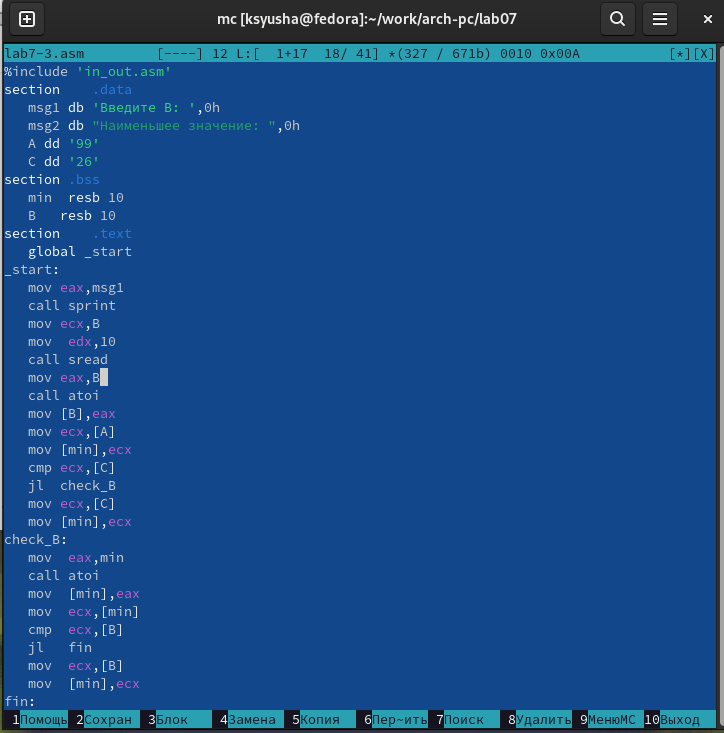 mc [ksyusha@fedora]:~/work/arch-pc/lab07
lab7-3.asm [----] 12 L:[ 1+17 18/ 41] *(327 / 671b) 0010 0x00A [*][X]
%include 'in_out.asm'
section .data
msg1 db 'Введите B: ',0h
msg2 db "Наименьшее значение: ",0h
A dd '99'
C dd '26'
section .bss
min resb 10
B resb 10
section .text
global _start
_start:
mov eax,msg1
call sprint
mov ecx,B
mov edx,10
call sread
mov eax,B
call atoi
mov [B],eax
mov ecx,[A]
mov [min],ecx
cmp ecx,[C]
jl check_B
mov ecx,[C]
mov [min],ecx
check_B:
mov eax,min
call atoi
mov [min],eax
mov ecx,[min]
cmp ecx,[B]
jl fin
mov ecx,[B]
mov [min],ecx
fin:
1Помощь 2Сохран 3Блок 4Замена 5Копия 6Пер~ить 7Поиск 8Удалить 9МенюMC 10Выход